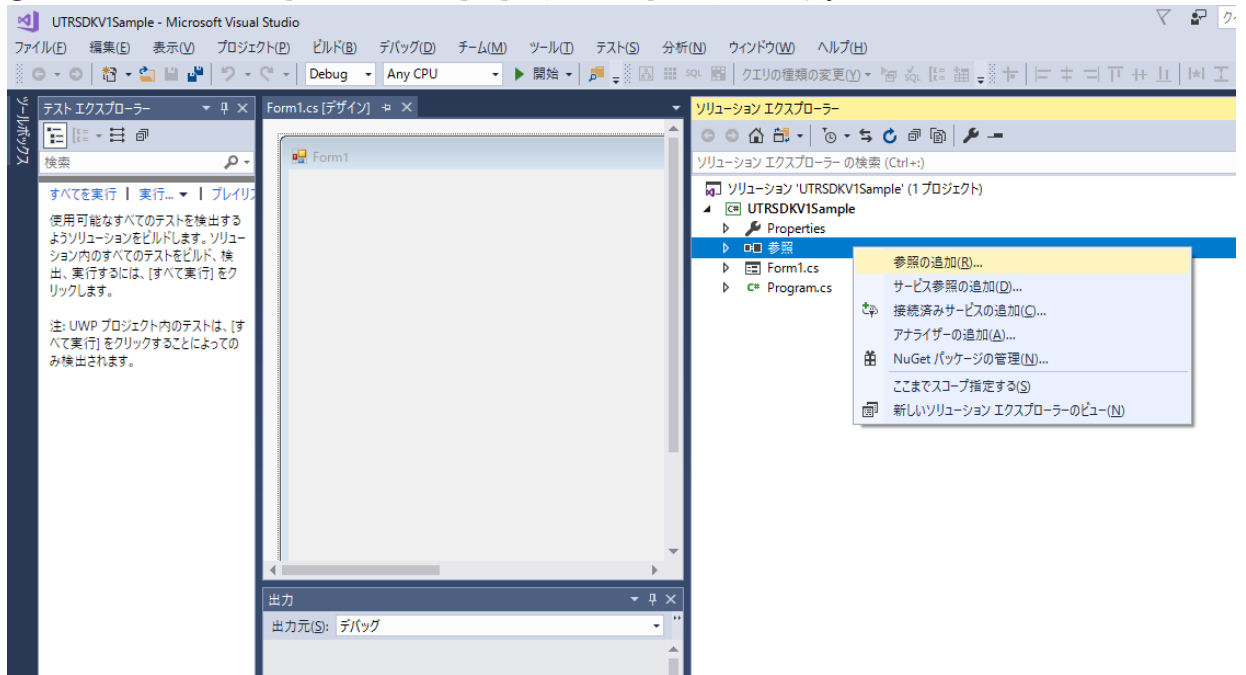 UTRSDKV1Sample - Microsoft Visual Studio
ファイル(F) 編集(E) 表示(V) プロジェクト(P) ビルド(B) デバッグ(D) チーム(M) ツール(T) テスト(S) 分析(N) ウィンドウ(W) ヘルプ(H)
Debug Any CPU 開始 クエリの種類の変更(Y)
ツールボックス
テスト エクスプローラー
検索
すべてを実行 | 実行... | プレイリス
使用可能なすべてのテストを検出する
ようソリューションをビルドします。ソリュー
ション内のすべてのテストをビルド、検
出、実行するには、[すべて実行] をク
リックします。
注: UWP プロジェクト内のテストは、[す
べて実行] をクリックすることによっての
み検出されます。
Form1.cs [デザイン]
Form1
出力
出力元(S): デバッグ
ソリューション エクスプローラー
ソリューション エクスプローラー の検索 (Ctrl+:)
ソリューション 'UTRSDKV1Sample' (1 プロジェクト)
C# UTRSDKV1Sample
Properties
参照
Form1.cs
C# Program.cs
参照の追加(R)...
サービス参照の追加(D)...
接続済みサービスの追加(C)...
アナライザーの追加(A)...
NuGet パッケージの管理(N)...
ここまでスコープ指定する(S)
新しいソリューション エクスプローラーのビュー(N)